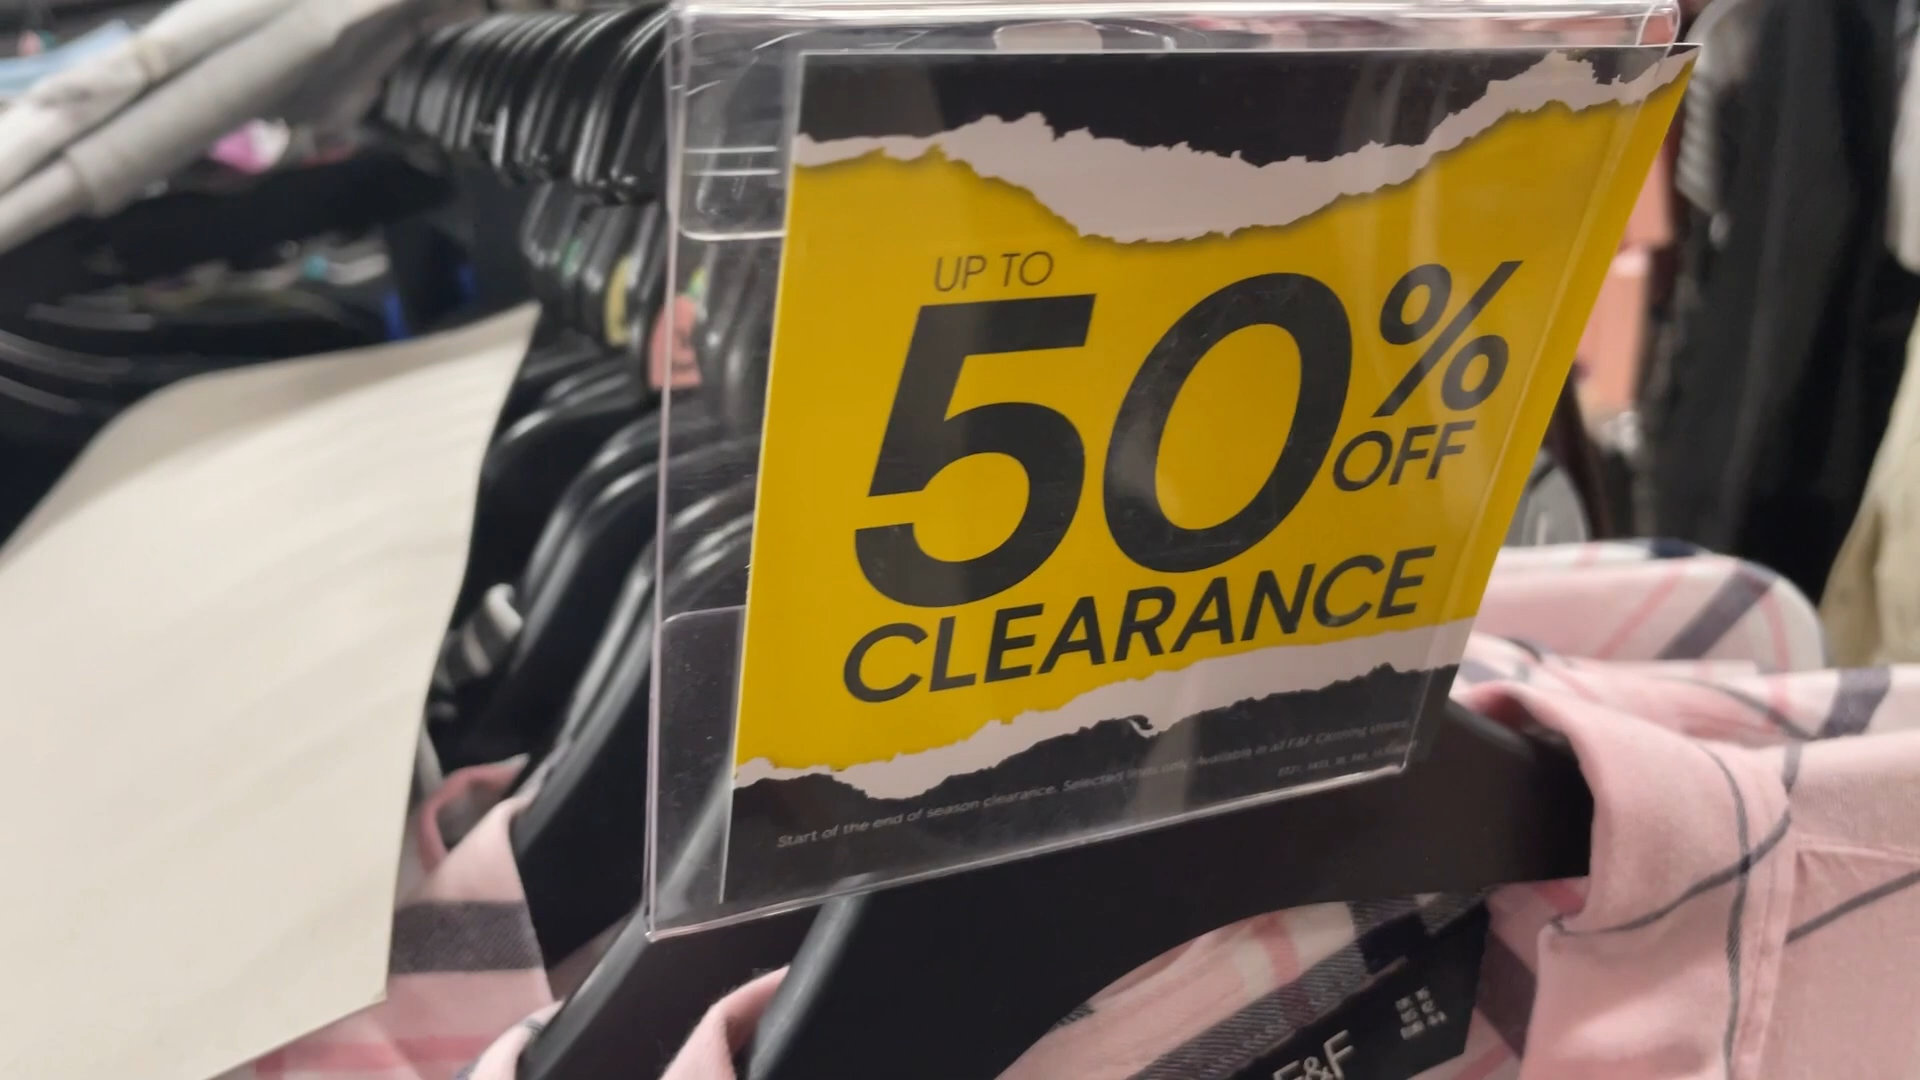 UP TO
50%
OFF
CLEARANCE
Start of the end of season clearance. Selected lines only. Available in all F&F Clothing stores.
F&F